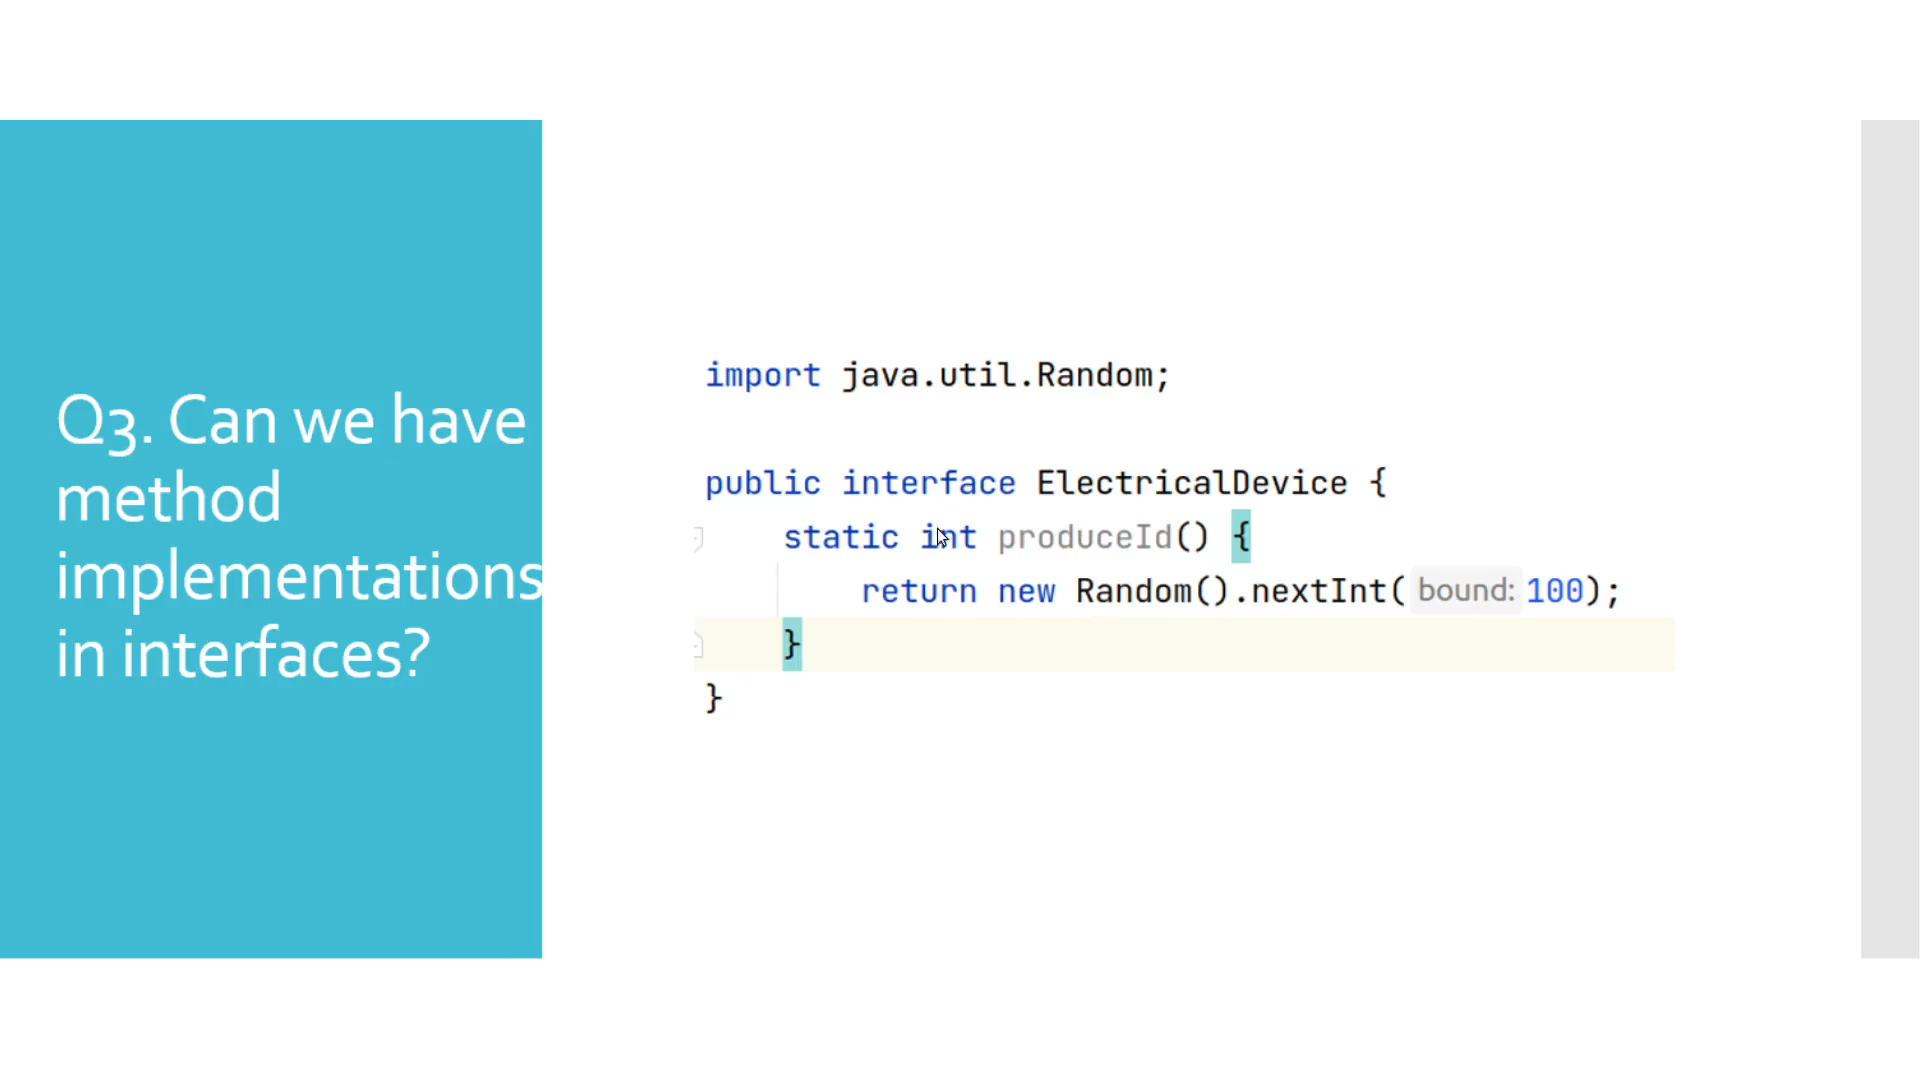 Q3. Can we have
method
implementations
in interfaces?
import java.util.Random;
public interface ElectricalDevice {
static int produceId() {
return new Random().nextInt( bound: 100);
}
}